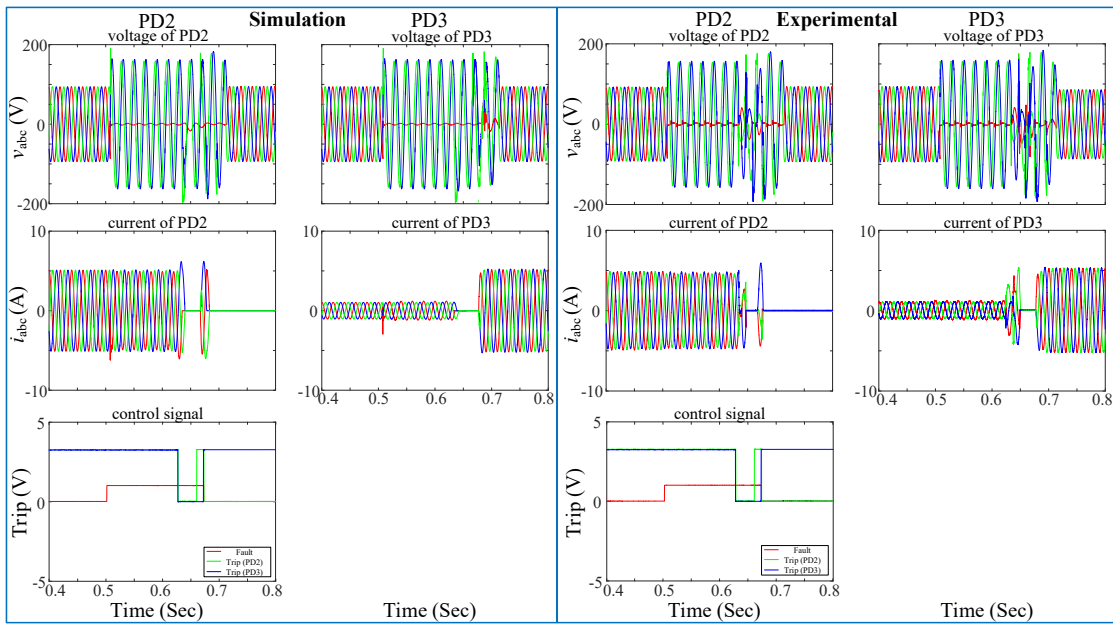 PD2 Simulation PD3
voltage of PD2 voltage of PD3
200
0
-200
vabc (V)
current of PD2 current of PD3
10
0
-10
iabc (A)
0.4 0.5 0.6 0.7 0.8
control signal
5
0
-5
Trip (V)
Fault
Trip (PD2)
Trip (PD3)
0.4 0.5 0.6 0.7 0.8
Time (Sec) Time (Sec)
PD2 Experimental PD3
voltage of PD2 voltage of PD3
200
0
-200
vabc (V)
current of PD2 current of PD3
10 10
0 0
-10 -10
iabc (A)
0.4 0.5 0.6 0.7 0.8
control signal
5
0
-5
Trip (V)
Fault
Trip (PD2)
Trip (PD3)
0.4 0.5 0.6 0.7 0.8
Time (Sec) Time (Sec)